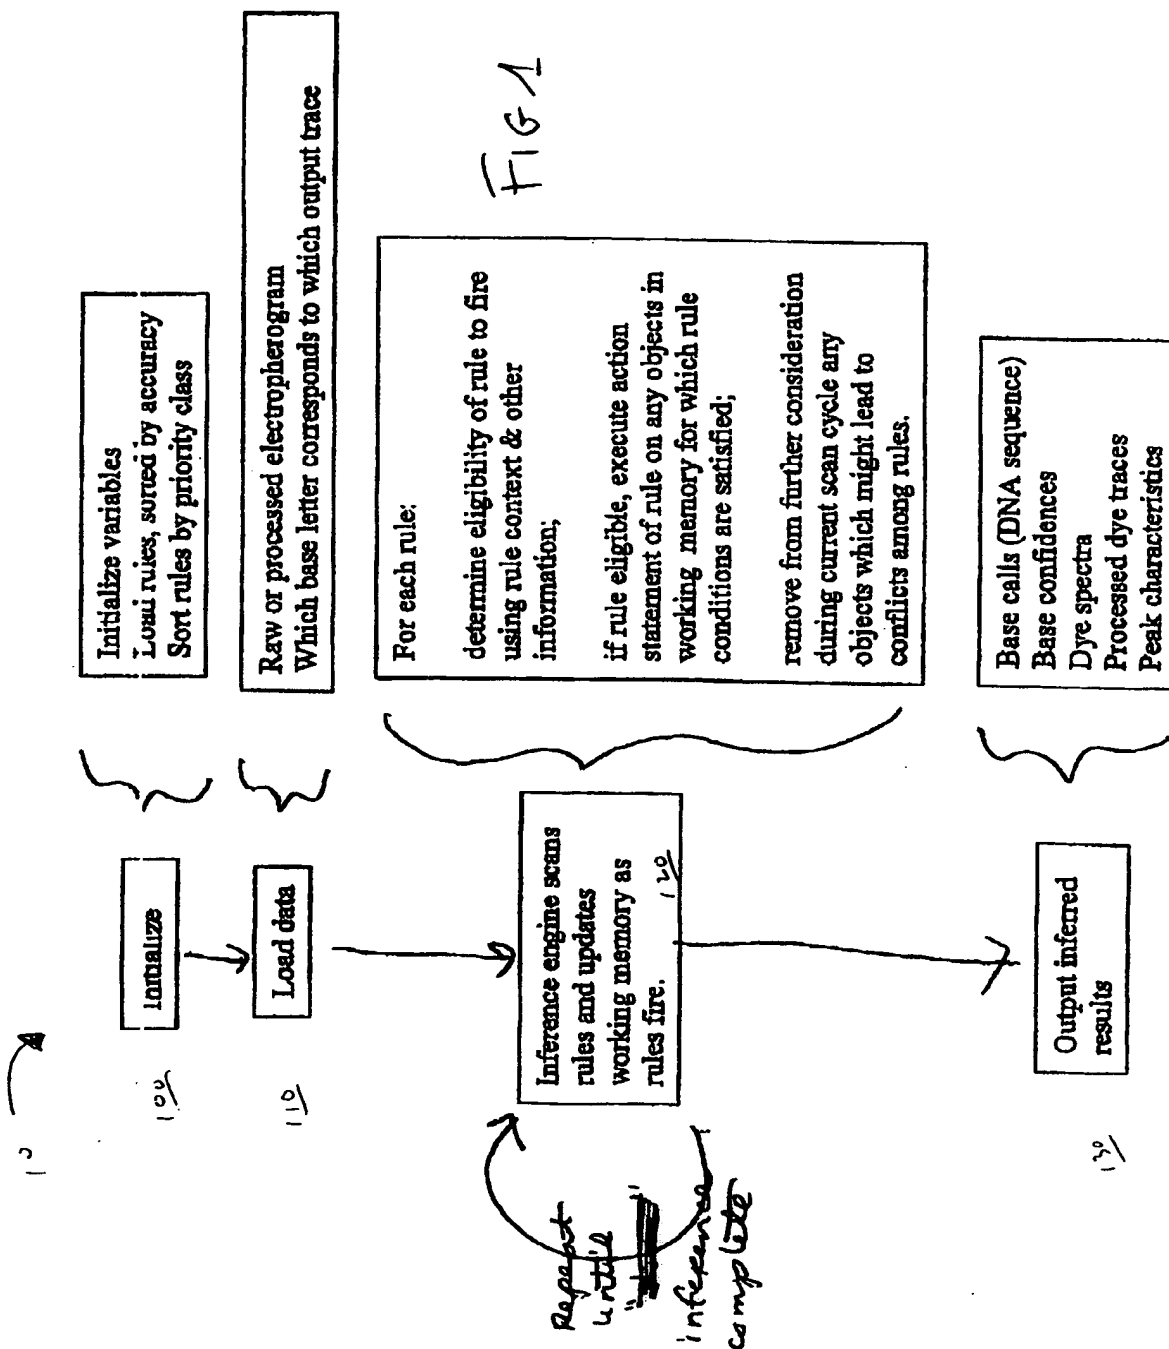 10
100
Initialize
Initialize variables
Load rules, sorted by accuracy
Sort rules by priority class
110
Load data
Raw or processed electropherogram
Which base letter corresponds to which output trace
Repeat
until
inference
complete
Inference engine scans
rules and updates
working memory as
rules fire.
120
For each rule:
determine eligibility of rule to fire
using rule context & other
information;
if rule eligible, execute action
statement of rule on any objects in
working memory for which rule
conditions are satisfied;
remove from further consideration
during current scan cycle any
objects which might lead to
conflicts among rules.
130
Output inferred
results
Base calls (DNA sequence)
Base confidences
Dye spectra
Processed dye traces
Peak characteristics
FIG 1